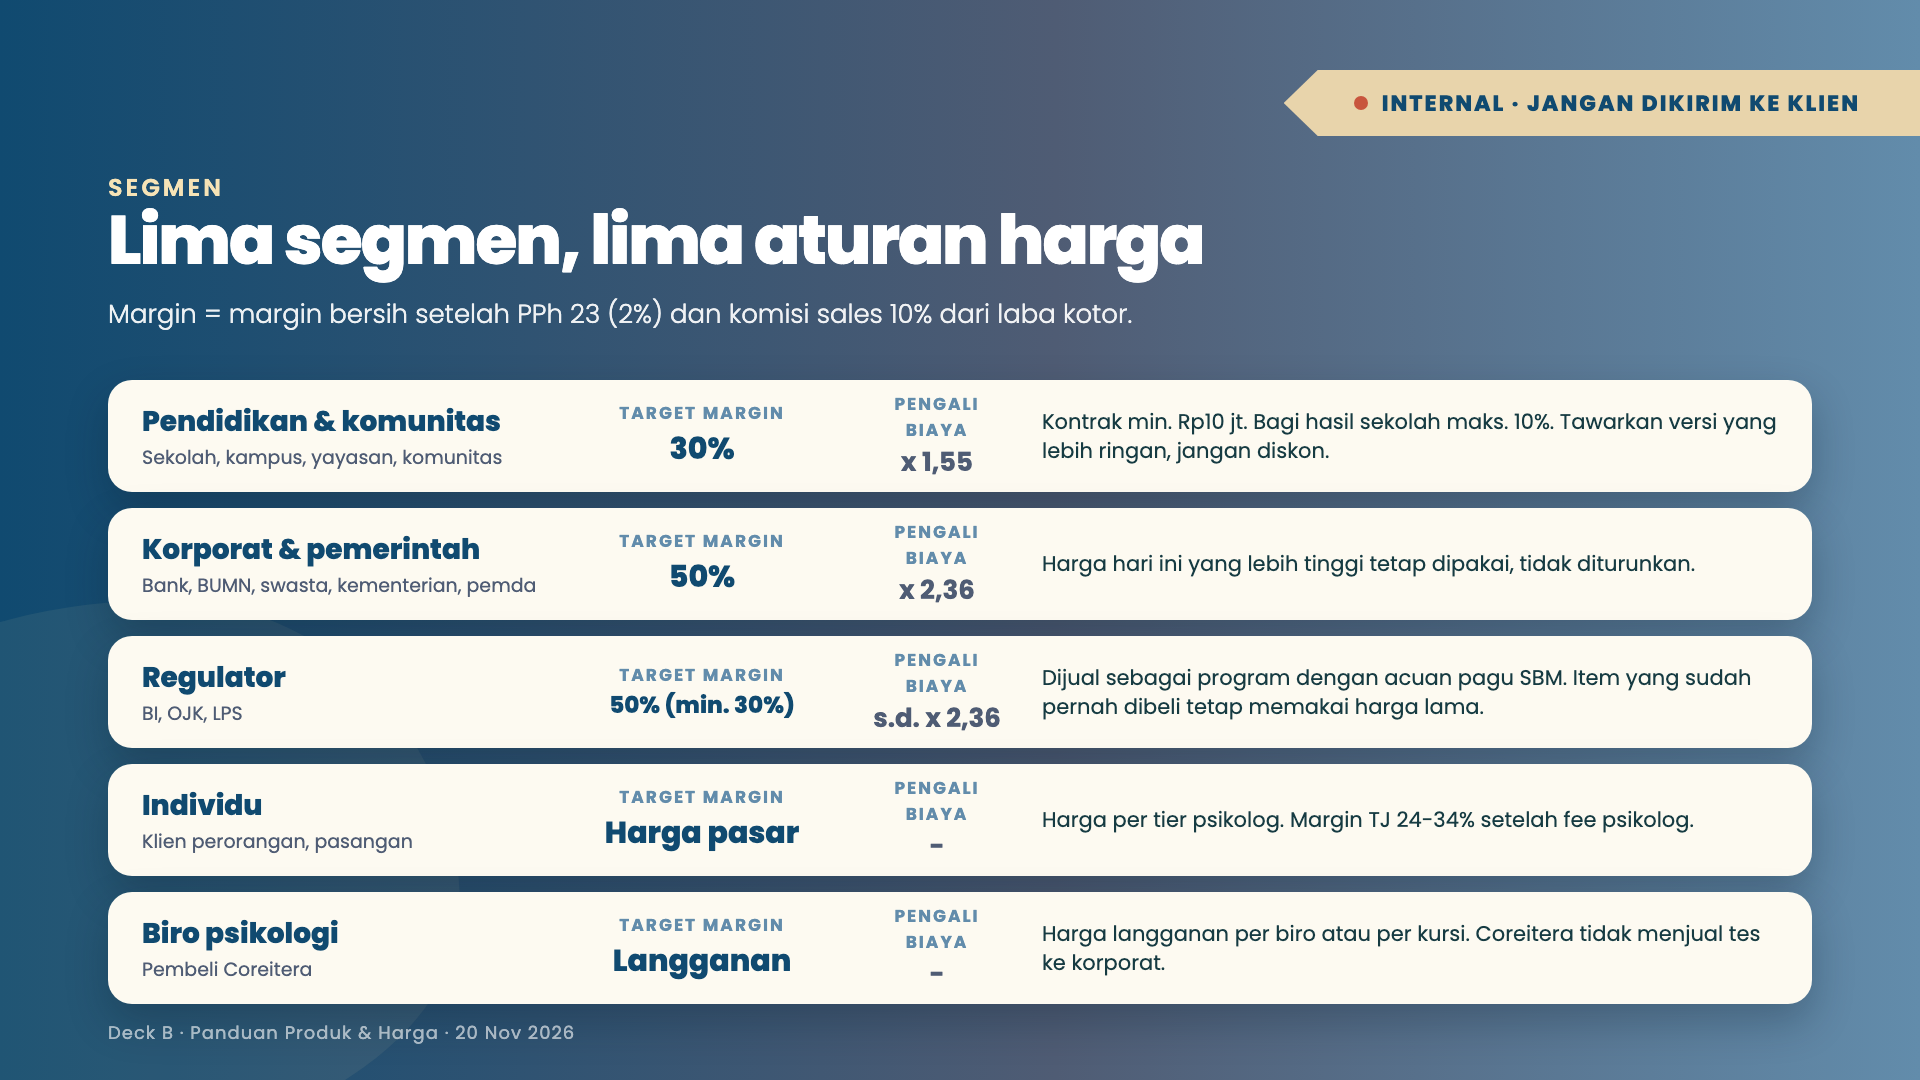 INTERNAL · JANGAN DIKIRIM KE KLIEN
SEGMEN
Lima segmen, lima aturan harga
Margin = margin bersih setelah PPh 23 (2%) dan komisi sales 10% dari laba kotor.
Pendidikan & komunitas
Sekolah, kampus, yayasan, komunitas
TARGET MARGIN
30%
PENGALI
BIAYA
x 1,55
Kontrak min. Rp10 jt. Bagi hasil sekolah maks. 10%. Tawarkan versi yang
lebih ringan, jangan diskon.
Korporat & pemerintah
Bank, BUMN, swasta, kementerian, pemda
TARGET MARGIN
50%
PENGALI
BIAYA
x 2,36
Harga hari ini yang lebih tinggi tetap dipakai, tidak diturunkan.
Regulator
BI, OJK, LPS
TARGET MARGIN
50% (min. 30%)
PENGALI
BIAYA
s.d. x 2,36
Dijual sebagai program dengan acuan pagu SBM. Item yang sudah
pernah dibeli tetap memakai harga lama.
Individu
Klien perorangan, pasangan
TARGET MARGIN
Harga pasar
PENGALI
BIAYA
–
Harga per tier psikolog. Margin TJ 24-34% setelah fee psikolog.
Biro psikologi
Pembeli Coreitera
TARGET MARGIN
Langganan
PENGALI
BIAYA
–
Harga langganan per biro atau per kursi. Coreitera tidak menjual tes
ke korporat.
Deck B · Panduan Produk & Harga · 20 Nov 2026